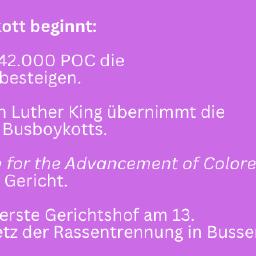 ott beginnt:
42.000 POC die
besteigen.
n Luther King übernimmt die
Busboykotts.
for the Advancement of Colore
Gericht.
erste Gerichtshof am 13.
etz der Rassentrennung in Busse